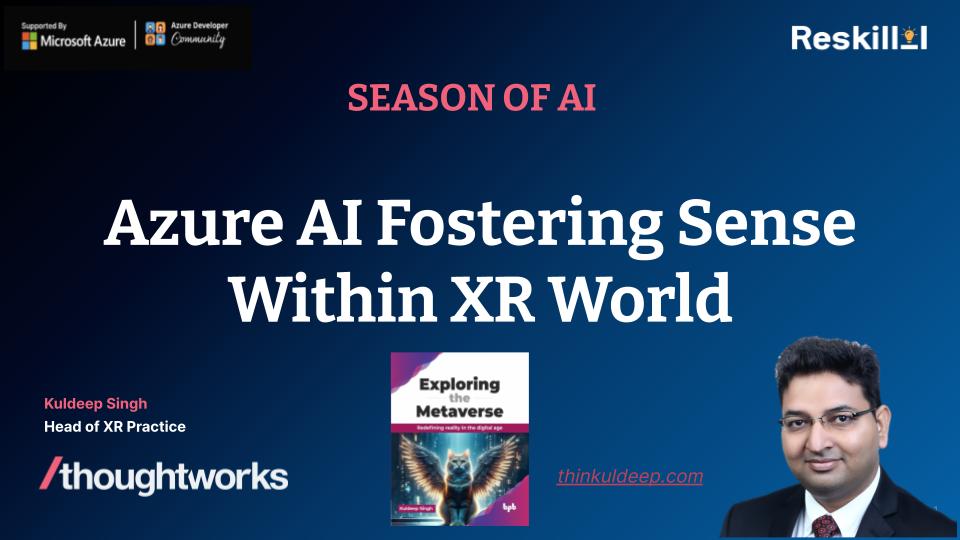 Supported By
Microsoft Azure
Azure Developer
Community
Reskilll
SEASON OF AI
Azure AI Fostering Sense
Within XR World
Exploring
the
Metaverse
Redefining reality in the digital age
Kuldeep Singh
bpb
Kuldeep Singh
Head of XR Practice
/thoughtworks
thinkuldeep.com
1